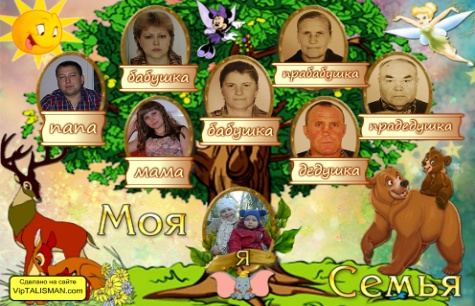 бабушка
прабабушка
папа
бабушка
прадедушка
мама
дедушка
Моя
Я
Семья
Сделано на сайте
VipTALISMAN.com